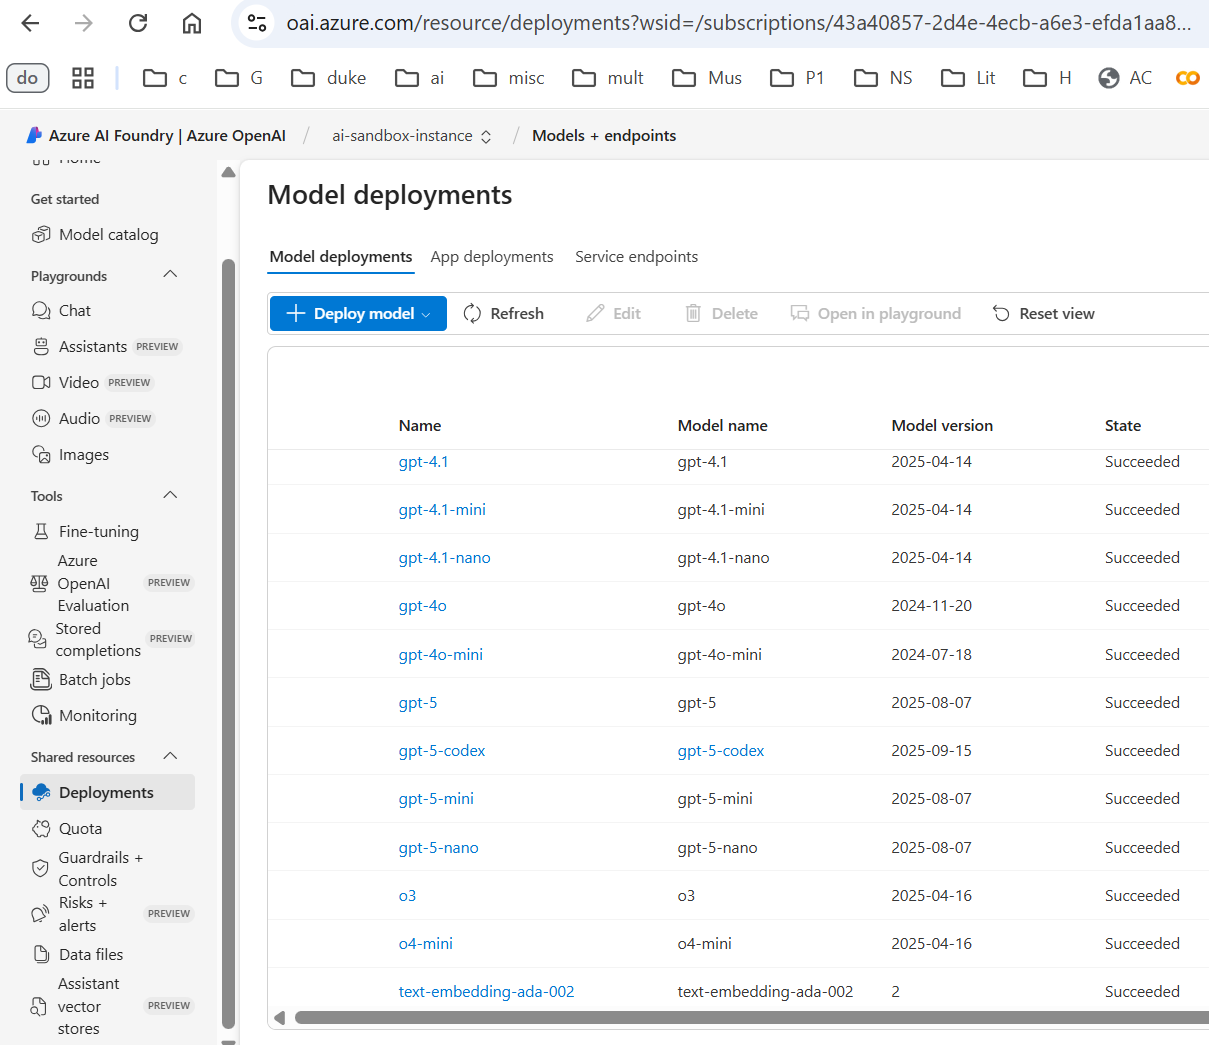 oai.azure.com/resource/deployments?wsid=/subscriptions/43a40857-2d4e-4ecb-a6e3-efda1aa8...
do
c
G
duke
ai
misc
mult
Mus
P1
NS
Lit
H
AC
Azure AI Foundry | Azure OpenAI / ai-sandbox-instance / Models + endpoints
Home
Get started
Model catalog
Playgrounds
Chat
Assistants PREVIEW
Video PREVIEW
Audio PREVIEW
Images
Tools
Fine-tuning
Azure
OpenAI PREVIEW
Evaluation
Stored
completions PREVIEW
Batch jobs
Monitoring
Shared resources
Deployments
Quota
Guardrails +
Controls
Risks +
alerts PREVIEW
Data files
Assistant
vector PREVIEW
stores
Model deployments
Model deployments App deployments Service endpoints
Deploy model Refresh Edit Delete Open in playground Reset view
Name Model name Model version State
gpt-4.1 gpt-4.1 2025-04-14 Succeeded
gpt-4.1-mini gpt-4.1-mini 2025-04-14 Succeeded
gpt-4.1-nano gpt-4.1-nano 2025-04-14 Succeeded
gpt-4o gpt-4o 2024-11-20 Succeeded
gpt-4o-mini gpt-4o-mini 2024-07-18 Succeeded
gpt-5 gpt-5 2025-08-07 Succeeded
gpt-5-codex gpt-5-codex 2025-09-15 Succeeded
gpt-5-mini gpt-5-mini 2025-08-07 Succeeded
gpt-5-nano gpt-5-nano 2025-08-07 Succeeded
o3 o3 2025-04-16 Succeeded
o4-mini o4-mini 2025-04-16 Succeeded
text-embedding-ada-002 text-embedding-ada-002 2 Succeeded